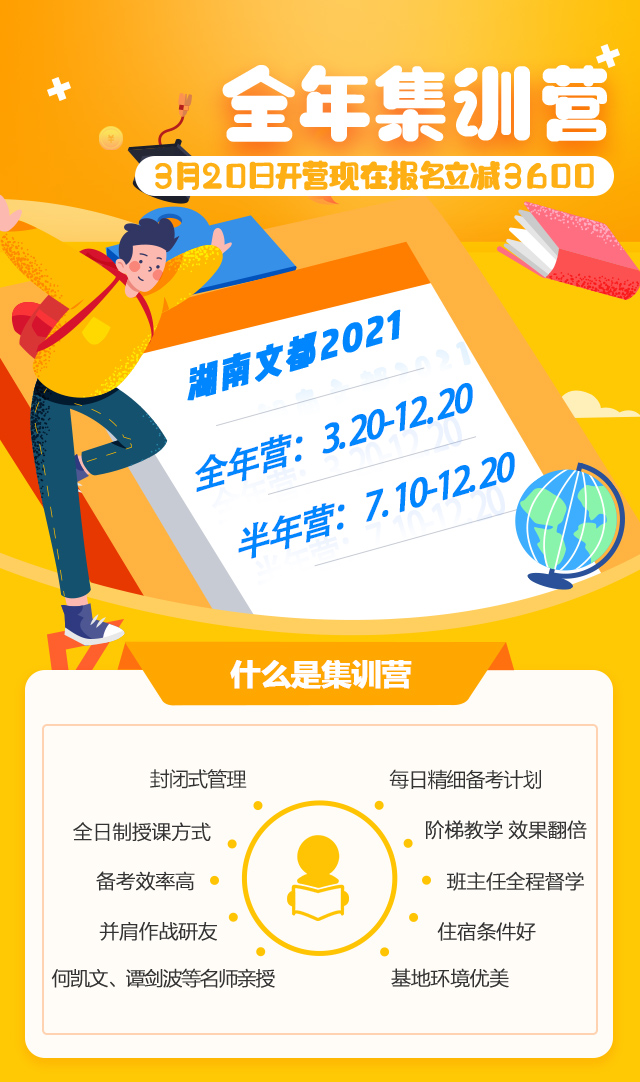 全年集训营
3月20日开营现在报名立减3600
湖南文都2021
全年营：3.20-12.20
半年营：7.10-12.20
什么是集训营
封闭式管理
每日精细备考计划
全日制授课方式
阶梯教学 效果翻倍
备考效率高
班主任全程督学
并肩作战研友
住宿条件好
何凯文、谭剑波等名师亲授
基地环境优美